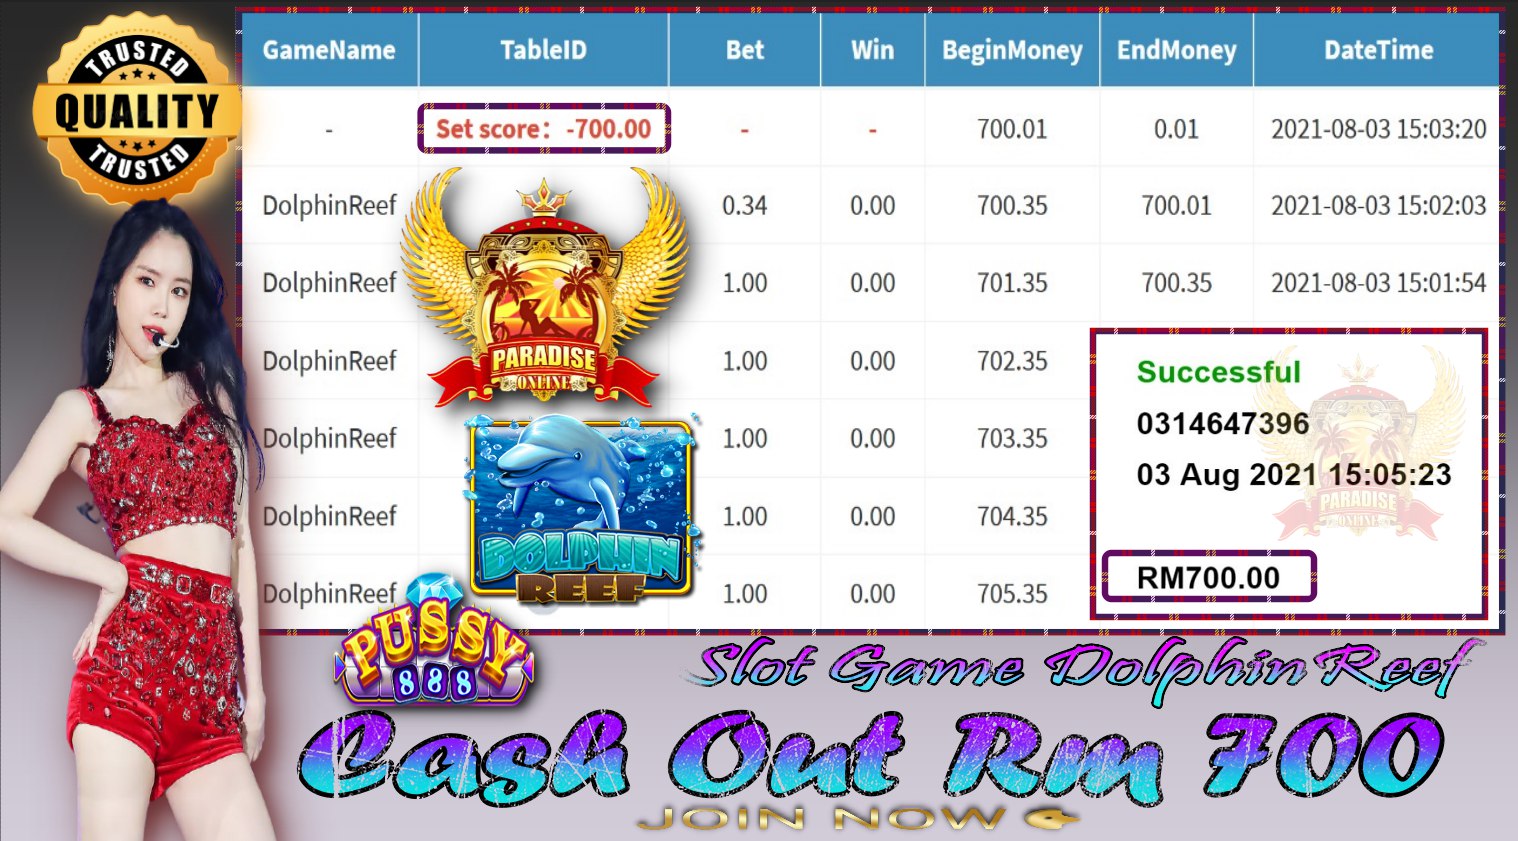 TRUSTED
QUALITY
TRUSTED
GameName TableID Bet Win BeginMoney EndMoney DateTime
- Set score: -700.00 - - 700.01 0.01 2021-08-03 15:03:20
DolphinReef 0.34 0.00 700.35 700.01 2021-08-03 15:02:03
DolphinReef 1.00 0.00 701.35 700.35 2021-08-03 15:01:54
DolphinReef 1.00 0.00 702.35
DolphinReef 1.00 0.00 703.35
DolphinReef 1.00 0.00 704.35
DolphinReef 1.00 0.00 705.35
PARADISE
ONLINE
DOLPHIN
REEF
PUSSY
888
Successful
0314647396
03 Aug 2021 15:05:23
PARADISE
ONLINE
RM700.00
Slot Game Dolphin Reef
Cash Out Rm 700
JOIN NOW